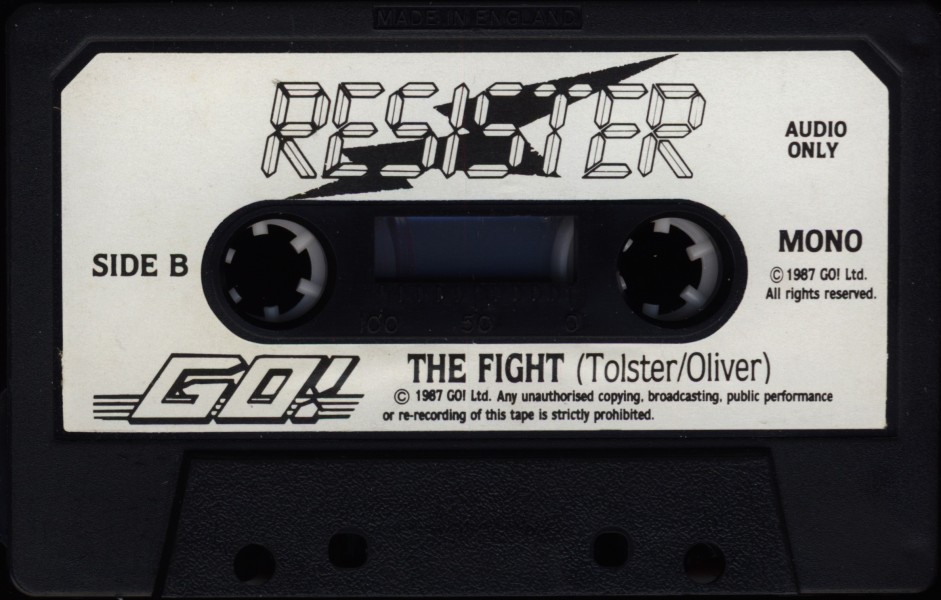 MADE IN ENGLAND
RESISTER
AUDIO
ONLY
SIDE B
MONO
© 1987 GO! Ltd.
All rights reserved.
100 50 0
GO!
THE FIGHT (Tolster/Oliver)
© 1987 GO! Ltd. Any unauthorised copying, broadcasting, public performance
or re-recording of this tape is strictly prohibited.